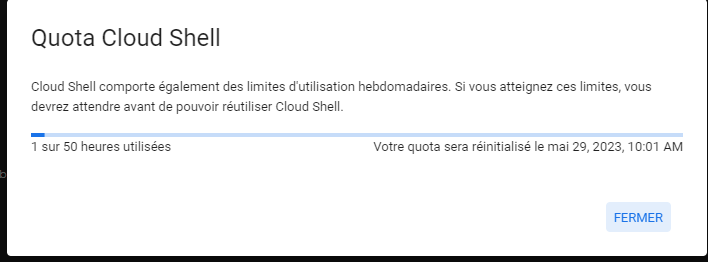 Quota Cloud Shell
Cloud Shell comporte également des limites d'utilisation hebdomadaires. Si vous atteignez ces limites, vous
devrez attendre avant de pouvoir réutiliser Cloud Shell.
1 sur 50 heures utilisées
Votre quota sera réinitialisé le mai 29, 2023, 10:01 AM
FERMER